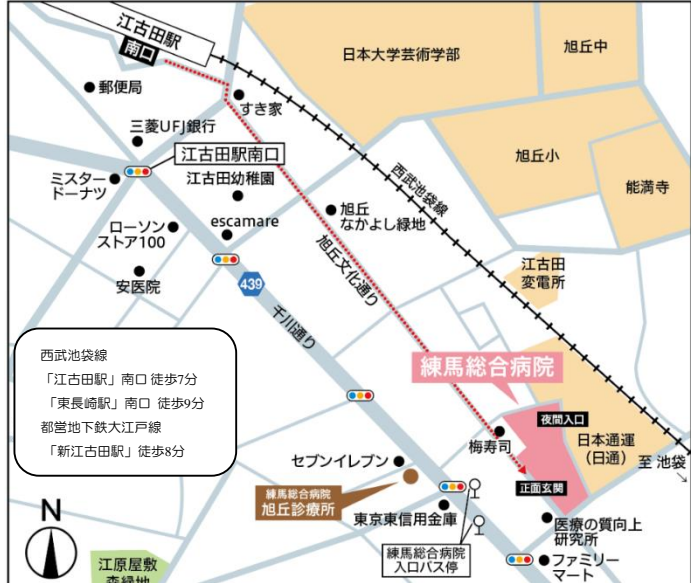 江古田駅
南口
郵便局
すき家
三菱UFJ銀行
江古田駅南口
ミスター
ドーナツ
江古田幼稚園
ローソン
ストア100
escamare
安医院
439
千川通り
旭丘
なかよし緑地
旭丘文化通り
西武池袋線
日本大学芸術学部
旭丘中
旭丘小
能満寺
江古田
変電所
練馬総合病院
夜間入口
日本通運
(日通)
至 池袋
梅寿司
正面玄関
医療の質向上
研究所
ファミリー
マート
セブンイレブン
練馬総合病院
旭丘診療所
東京東信用金庫
練馬総合病院
入口バス停
西武池袋線
「江古田駅」南口 徒歩7分
「東長崎駅」南口 徒歩9分
都営地下鉄大江戸線
「新江古田駅」徒歩8分
N
江原屋敷
森緑地